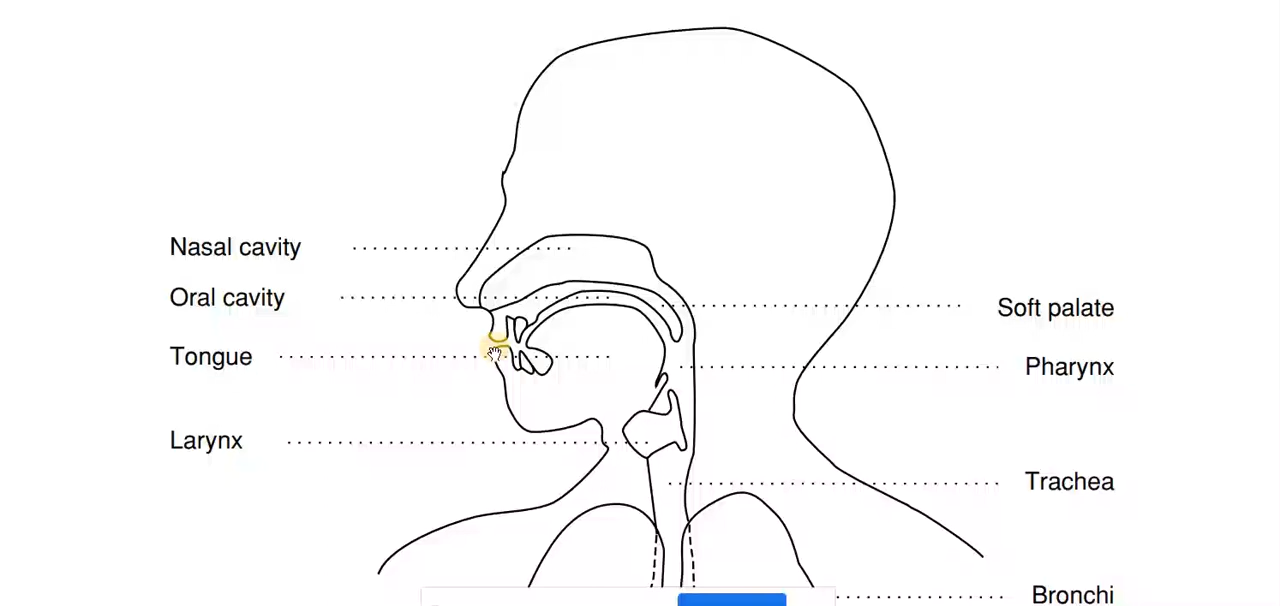 Nasal cavity
Oral cavity
Tongue
Larynx
Soft palate
Pharynx
Trachea
Bronchi